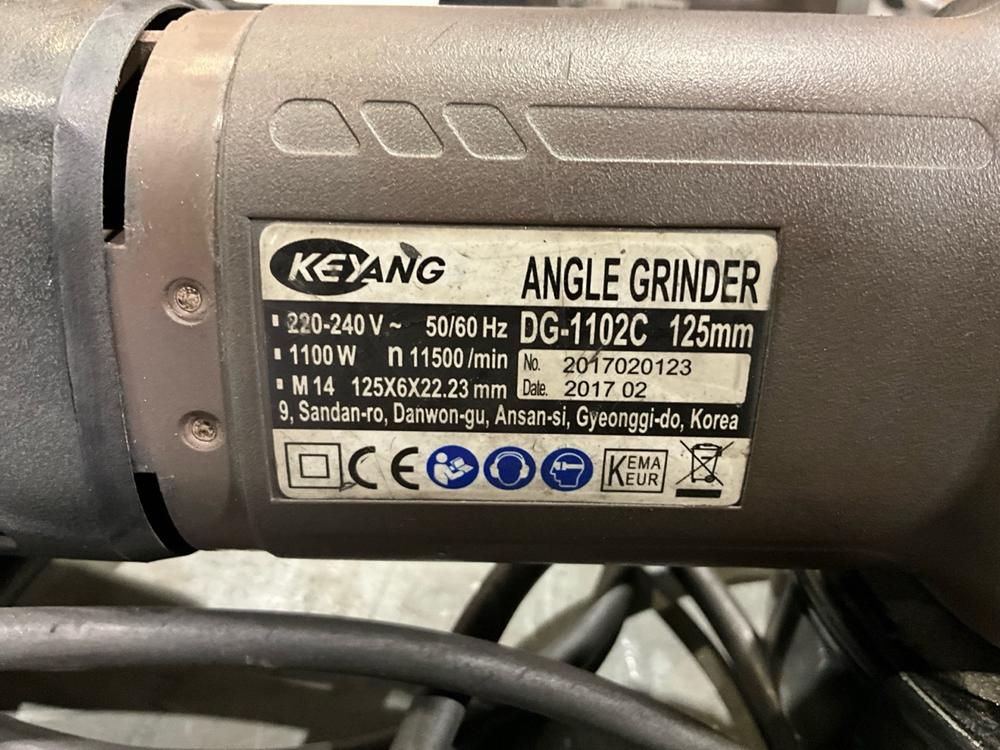 KEYANG
ANGLE GRINDER
220-240 V ~ 50/60 Hz
DG-1102C 125mm
1100 W n 11500 /min
No. 2017020123
M 14 125X6X22.23 mm
Date. 2017 02
9, Sandan-ro, Danwon-gu, Ansan-si, Gyeonggi-do, Korea
CE
KEMA
EUR